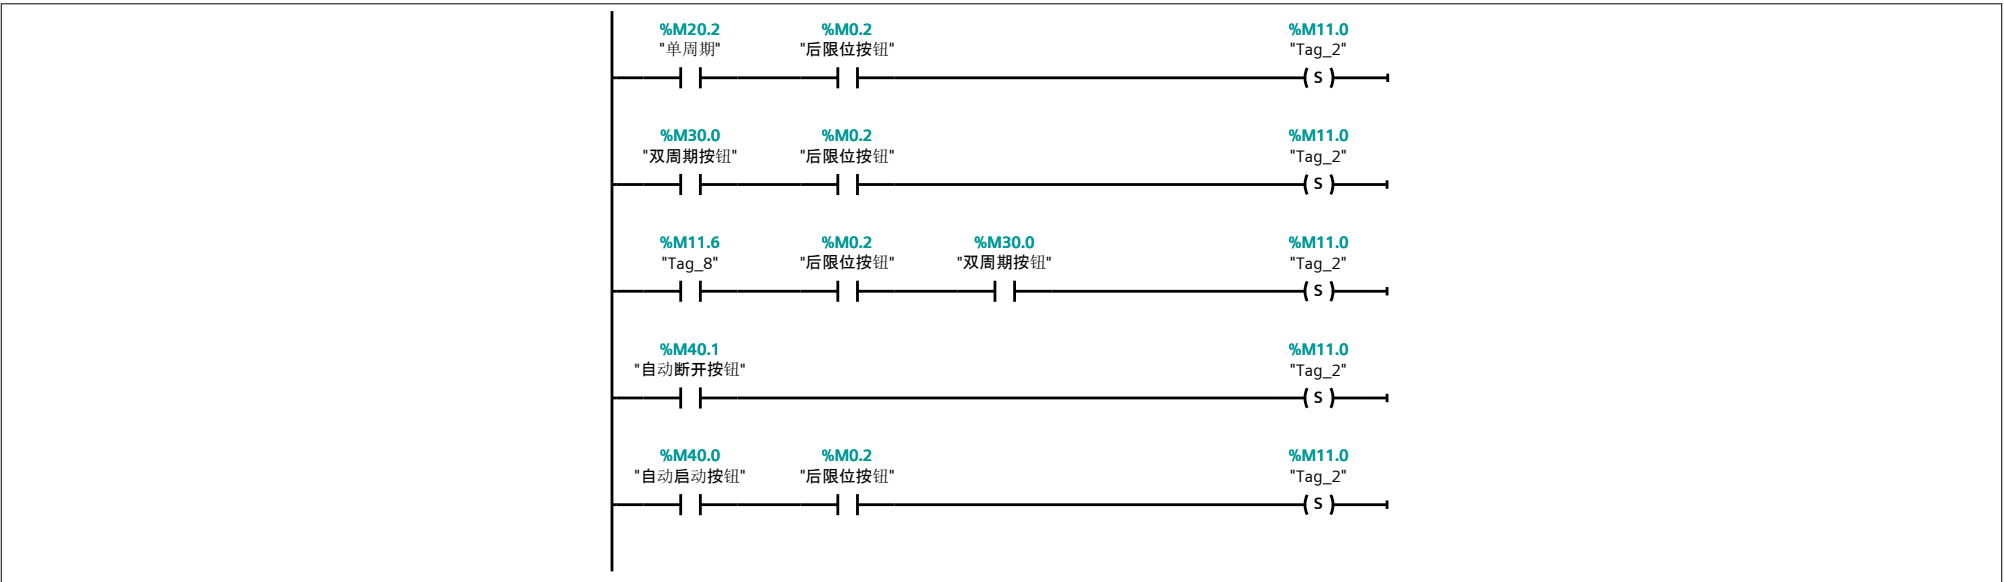 %M20.2 %M0.2 %M11.0
"单周期" "后限位按钮" "Tag_2"
( S )
%M30.0 %M0.2 %M11.0
"双周期按钮" "后限位按钮" "Tag_2"
( S )
%M11.6 %M0.2 %M30.0 %M11.0
"Tag_8" "后限位按钮" "双周期按钮" "Tag_2"
( S )
%M40.1 %M11.0
"自动断开按钮" "Tag_2"
( S )
%M40.0 %M0.2 %M11.0
"自动启动按钮" "后限位按钮" "Tag_2"
( S )